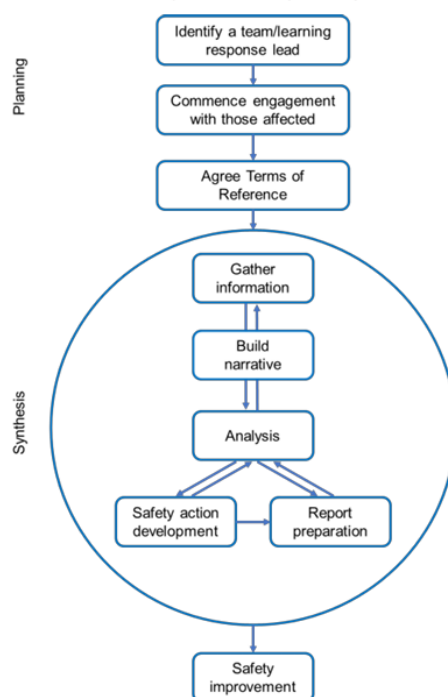 Planning
Identify a team/learning
response lead
Commence engagement
with those affected
Agree Terms of
Reference
Synthesis
Gather
information
Build
narrative
Analysis
Safety action
development
Report
preparation
Safety
improvement